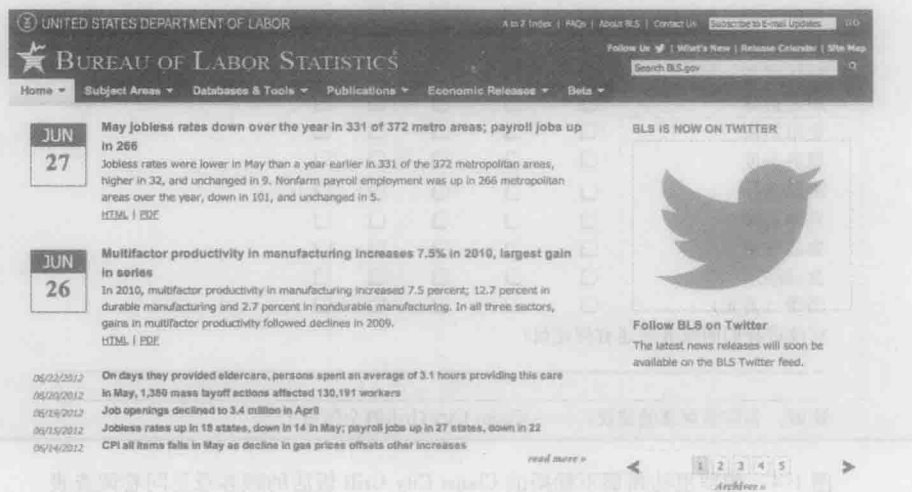 UNITED STATES DEPARTMENT OF LABOR
A to Z Index | FAQs | About BLS | Contact Us Subscribe to E-mail Updates GO
Follow Us | What's New | Release Calendar | Site Map
BUREAU OF LABOR STATISTICS
Search BLS.gov
Home Subject Areas Databases & Tools Publications Economic Releases Beta
JUN
27
May jobless rates down over the year in 331 of 372 metro areas; payroll jobs up
in 266
Jobless rates were lower in May than a year earlier in 331 of the 372 metropolitan areas,
higher in 32, and unchanged in 9. Nonfarm payroll employment was up in 266 metropolitan
areas over the year, down in 101, and unchanged in 5.
HTML | PDF
JUN
26
Multifactor productivity in manufacturing increases 7.5% in 2010, largest gain
in series
In 2010, multifactor productivity in manufacturing increased 7.5 percent; 12.7 percent in
durable manufacturing and 2.7 percent in nondurable manufacturing. In all three sectors,
gains in multifactor productivity followed declines in 2009.
HTML | PDF
06/22/2012 On days they provided eldercare, persons spent an average of 3.1 hours providing this care
06/20/2012 In May, 1,380 mass layoff actions affected 130,191 workers
06/19/2012 Job openings declined to 3.4 million in April
06/15/2012 Jobless rates up in 18 states, down in 14 in May; payroll jobs up in 27 states, down in 22
06/14/2012 CPI all items falls in May as decline in gas prices offsets other increases
read more »
BLS IS NOW ON TWITTER
Follow BLS on Twitter
The latest news releases will soon be
available on the BLS Twitter feed.
1 2 3 4 5
Archives »